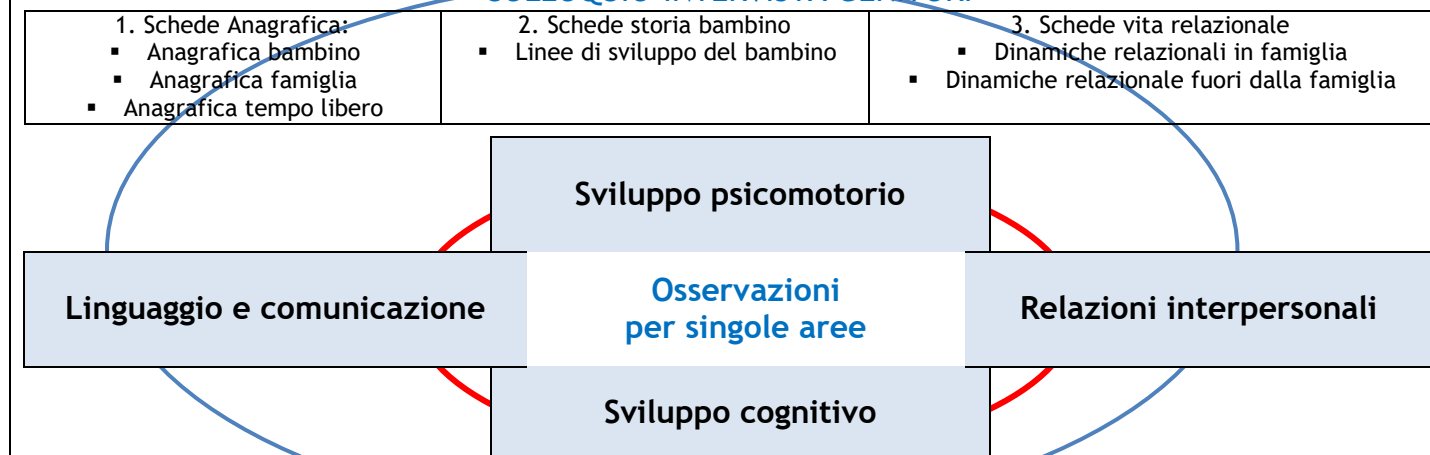 1. Schede Anagrafica:
▪ Anagrafica bambino
▪ Anagrafica famiglia
▪ Anagrafica tempo libero
2. Schede storia bambino
▪ Linee di sviluppo del bambino
3. Schede vita relazionale
▪ Dinamiche relazionali in famiglia
▪ Dinamiche relazionale fuori dalla famiglia
Sviluppo psicomotorio
Linguaggio e comunicazione
Osservazioni
per singole aree
Relazioni interpersonali
Sviluppo cognitivo